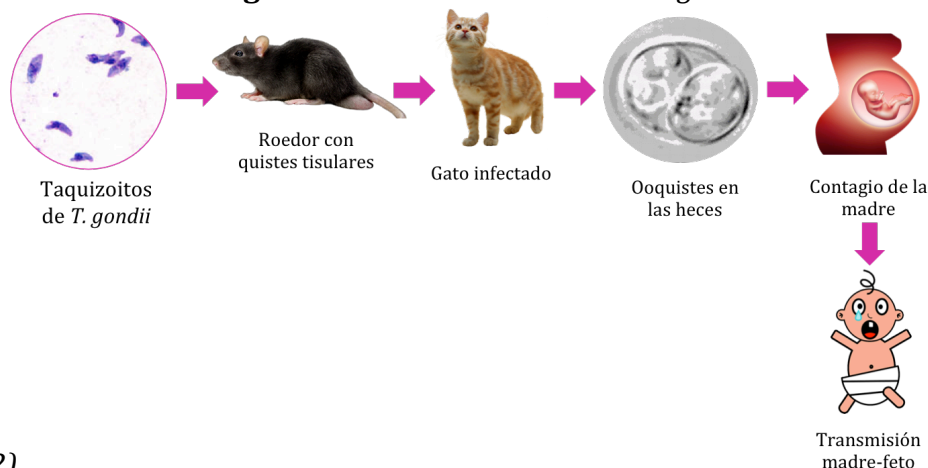 Taquizoitos
de T. gondii
Roedor con
quistes tisulares
Gato infectado
Ooquistes en
las heces
Contagio de la
madre
Transmisión
madre-feto
2)